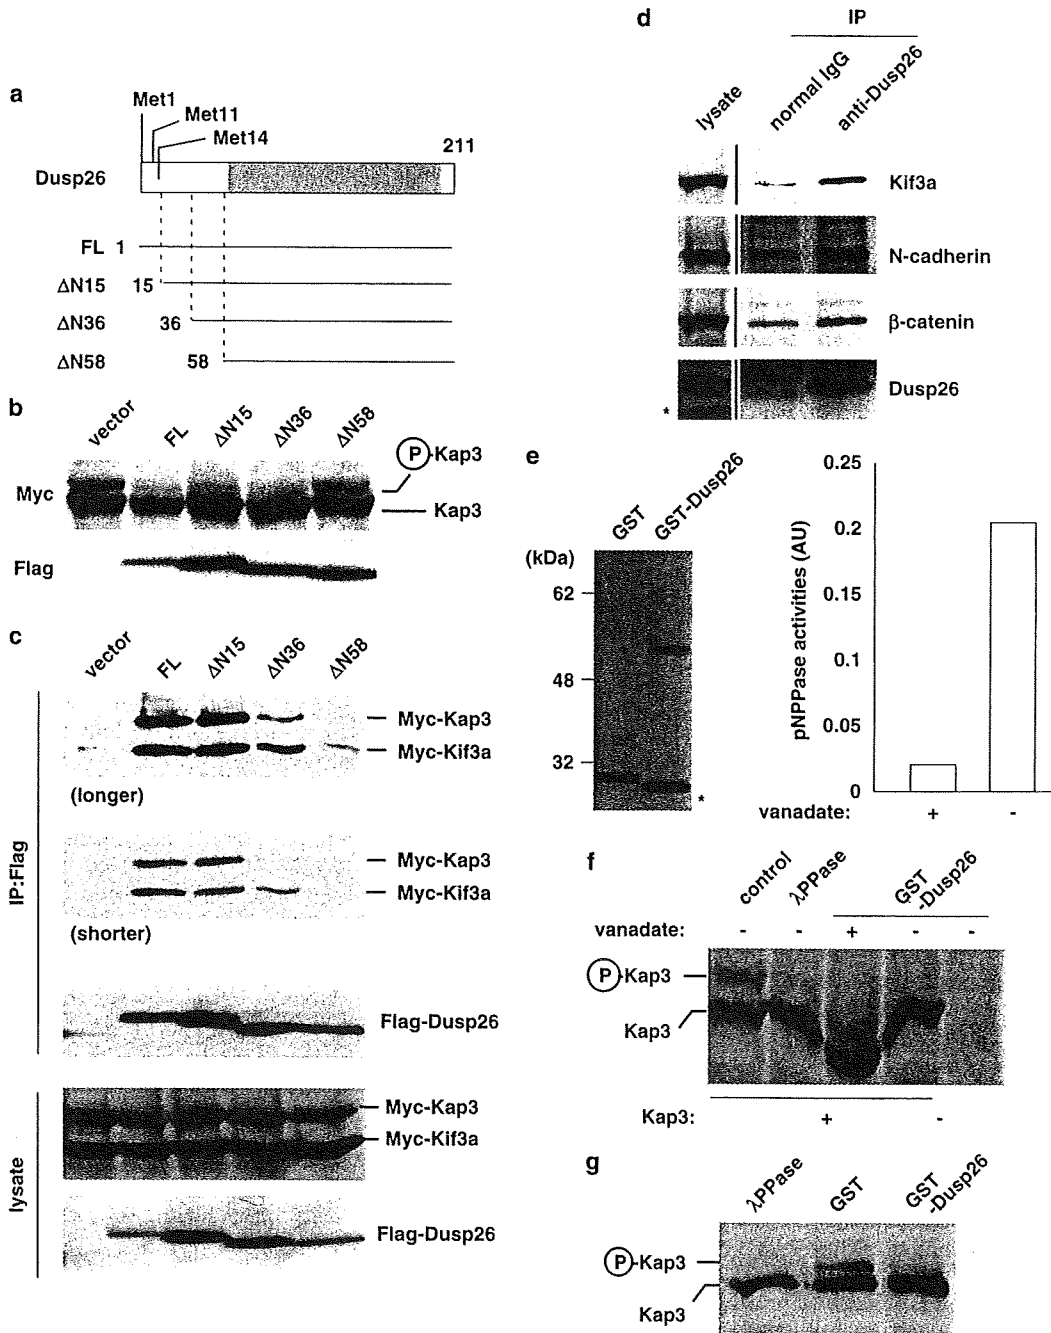 a
Met1
Met11
Met14
211
Dusp26
FL 1
ΔN15 15
ΔN36 36
ΔN58 58
b
vector FL ΔN15 ΔN36 ΔN58
Myc
P-Kap3
Kap3
Flag
c
vector FL ΔN15 ΔN36 ΔN58
IP:Flag
Myc-Kap3
Myc-Kif3a
(longer)
Myc-Kap3
Myc-Kif3a
(shorter)
Flag-Dusp26
lysate
Myc-Kap3
Myc-Kif3a
Flag-Dusp26
d
IP
lysate normal IgG anti-Dusp26
Kif3a
N-cadherin
β-catenin
Dusp26
*
e
GST GST-Dusp26
(kDa)
62
48
32
*
pNPPase activities (AU)
0.25
0.2
0.15
0.1
0.05
0
vanadate: + -
f
control λPPase GST-Dusp26
vanadate: - - + - -
P-Kap3
Kap3
Kap3: + -
g
λPPase GST GST-Dusp26
P-Kap3
Kap3